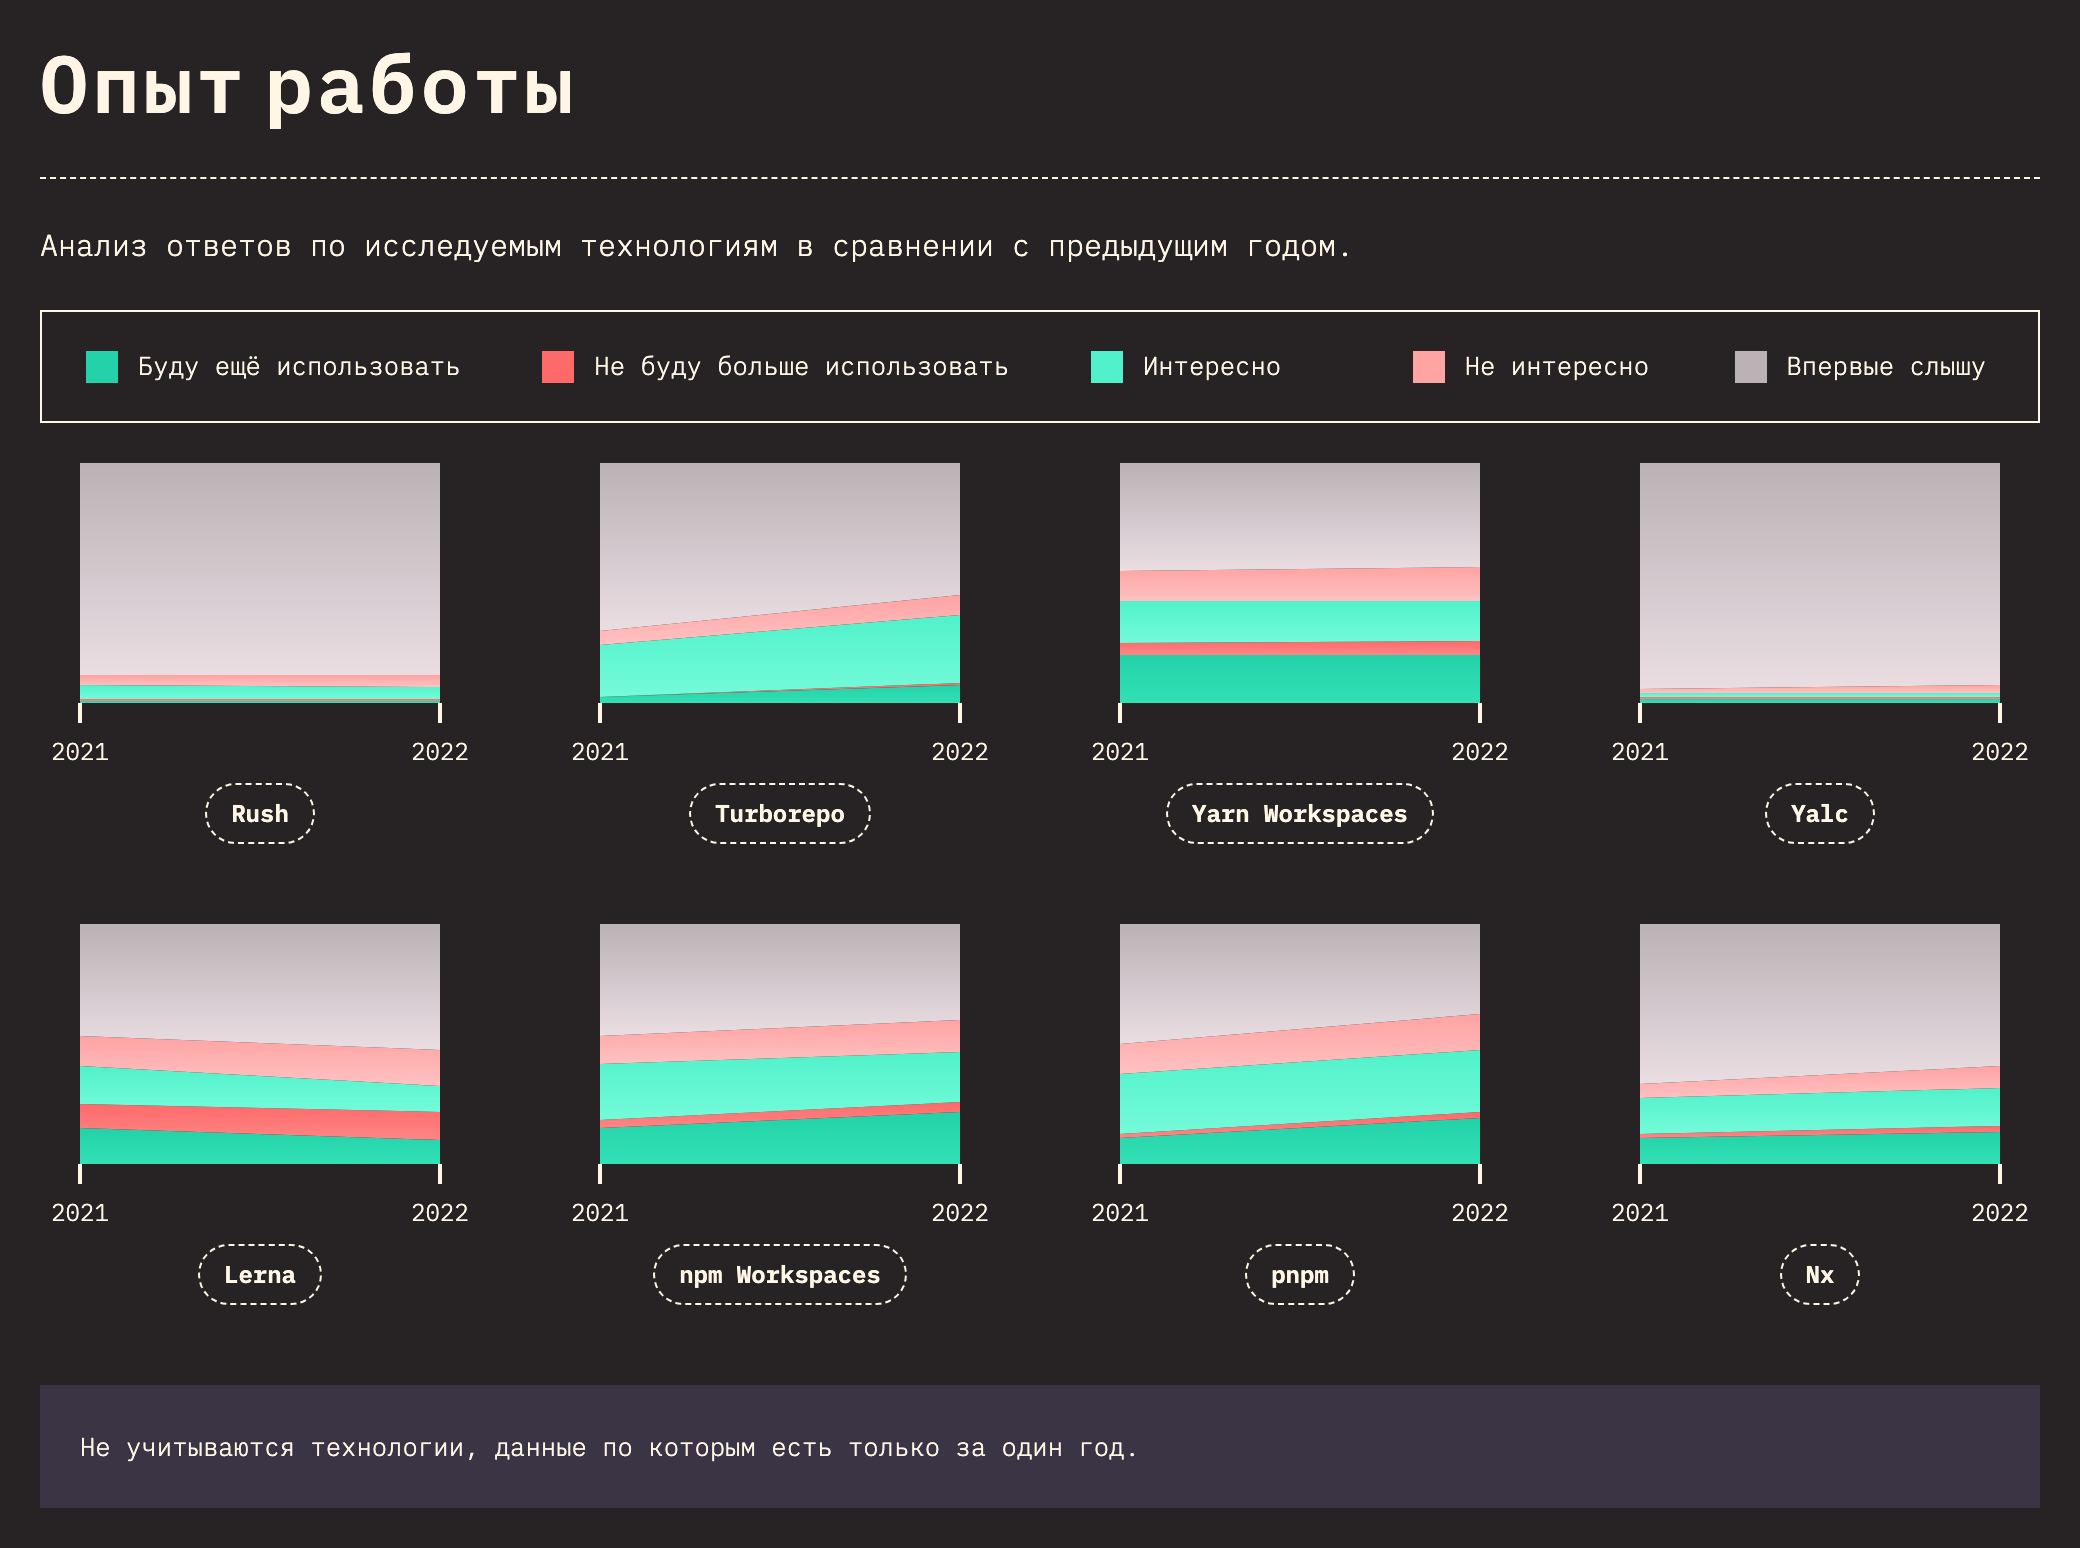 Опыт работы
Анализ ответов по исследуемым технологиям в сравнении с предыдущим годом.
Буду ещё использовать
Не буду больше использовать
Интересно
Не интересно
Впервые слышу
2021 2022
Rush
2021 2022
Turborepo
2021 2022
Yarn Workspaces
2021 2022
Yalc
2021 2022
Lerna
2021 2022
npm Workspaces
2021 2022
pnpm
2021 2022
Nx
Не учитываются технологии, данные по которым есть только за один год.